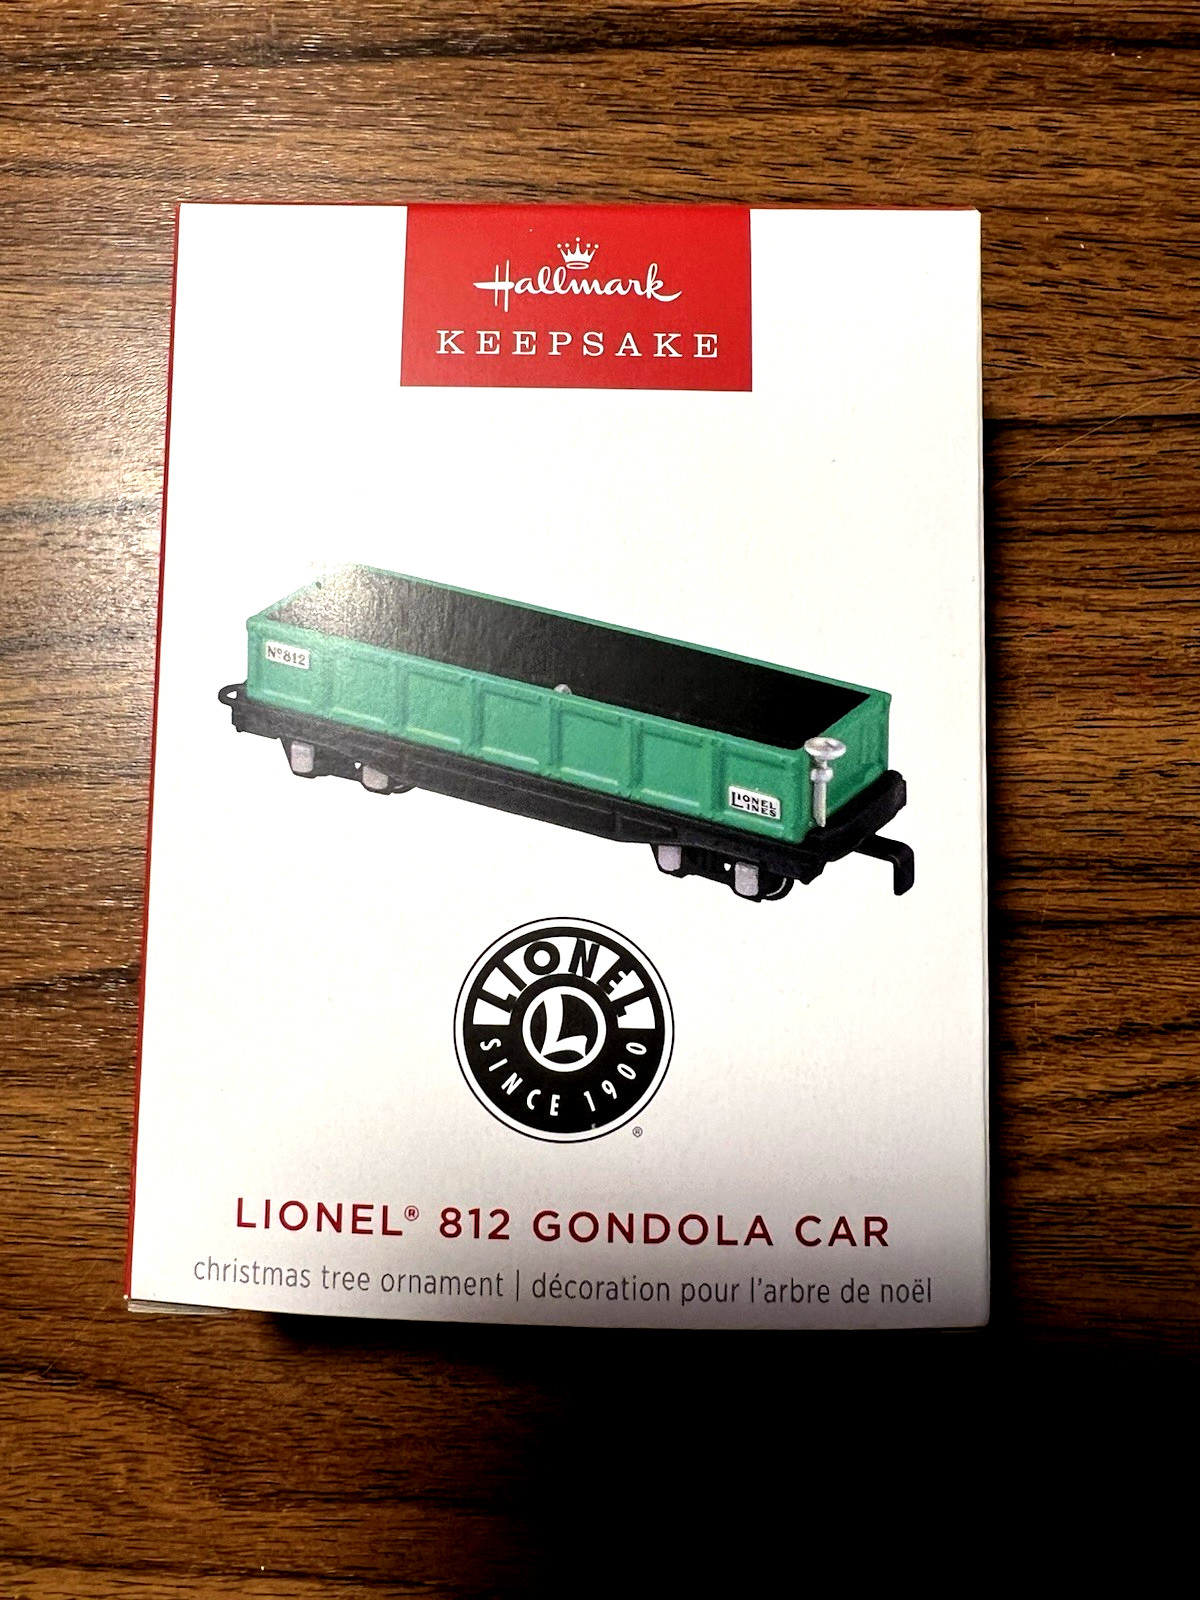 Hallmark
KEEPSAKE
Nº812
LIONEL
LINES
LIONEL
L
SINCE 1900
®
LIONEL® 812 GONDOLA CAR
christmas tree ornament | décoration pour l'arbre de noël